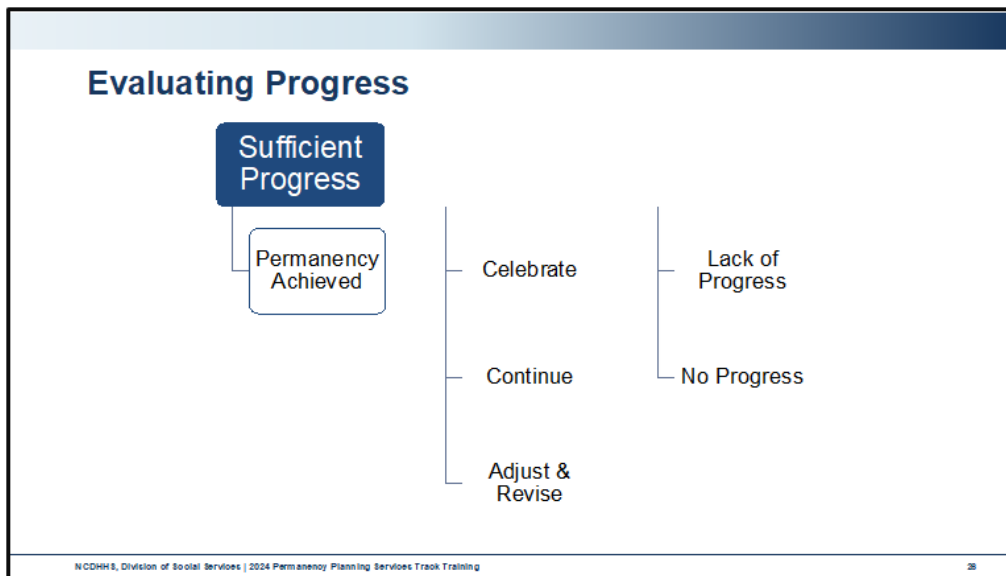 Evaluating Progress
Sufficient
Progress
Permanency
Achieved
Celebrate
Continue
Adjust &
Revise
Lack of
Progress
No Progress
NCDHHS, Division of Social Services | 2024 Permanency Planning Services Track Training
28